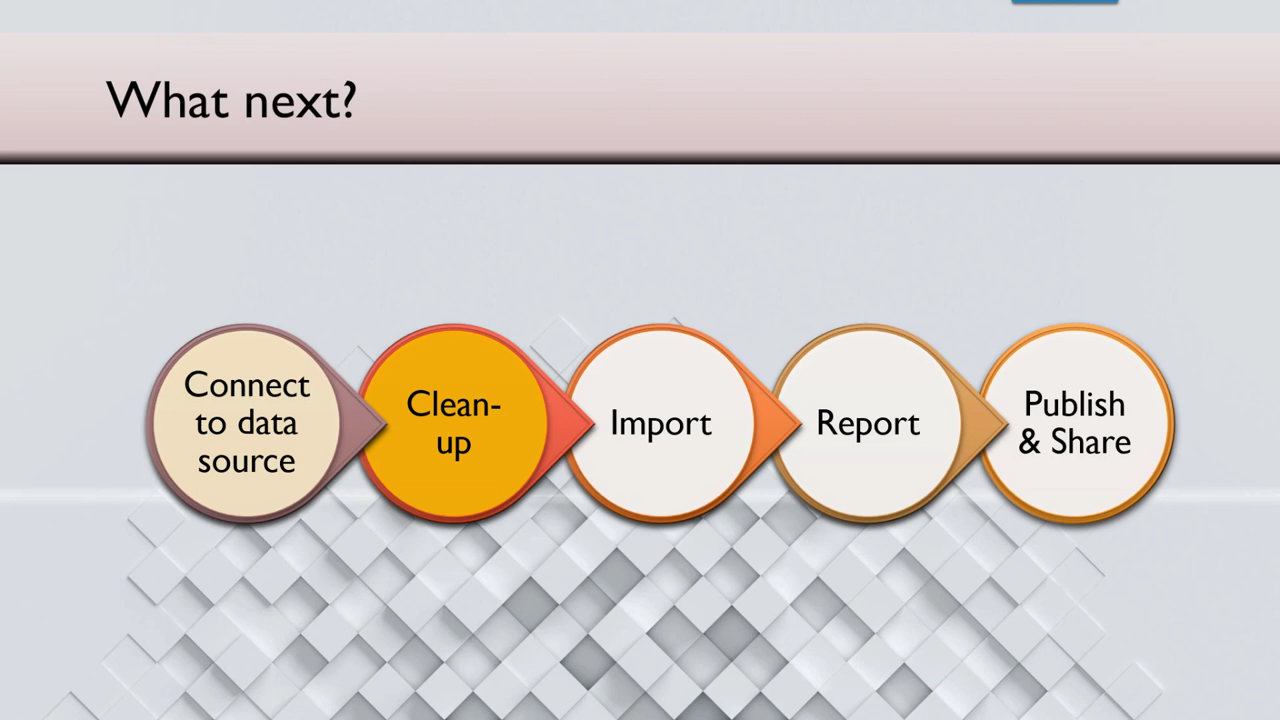 What next?
Connect
to data
source
Clean-
up
Import
Report
Publish
& Share